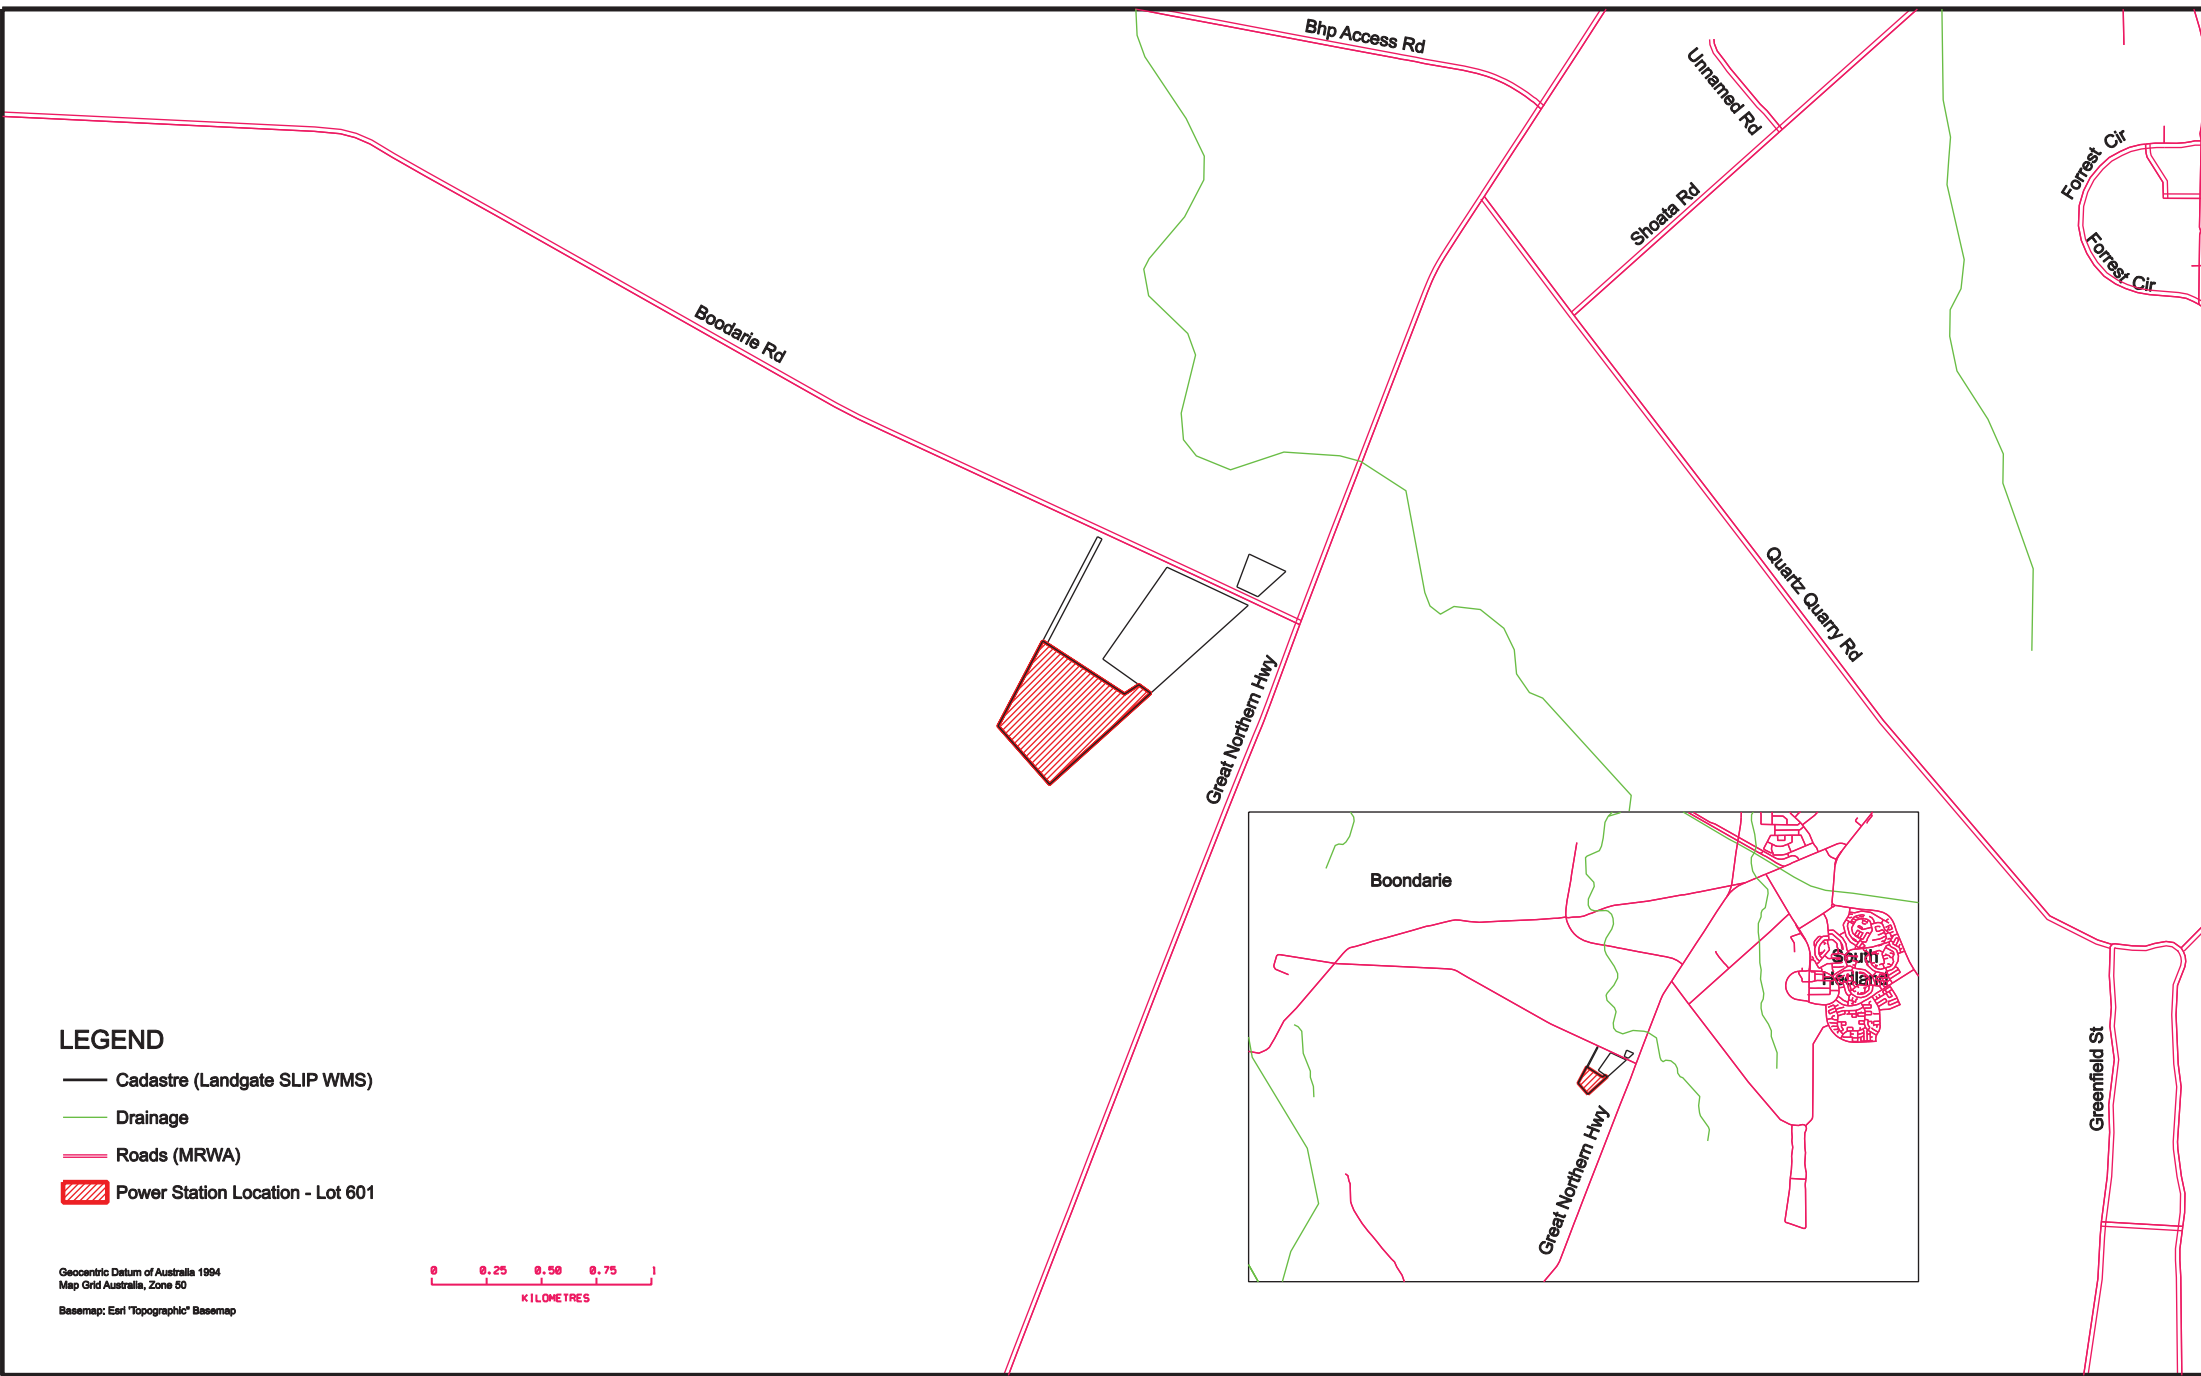 Bhp Access Rd
Unnamed Rd
Forrest Cir
Shoata Rd
Forrest Cir
Boodarie Rd
Quartz Quarry Rd
Great Northern Hwy
Boondarie
South
Hedland
Great Northern Hwy
Greenfield St
LEGEND
Cadastre (Landgate SLIP WMS)
Drainage
Roads (MRWA)
Power Station Location - Lot 601
Geocentric Datum of Australia 1994
Map Grid Australia, Zone 50
Basemap: Esri 'Topographic" Basemap
0 0.25 0.50 0.75 1
KILOMETRES